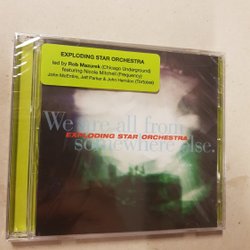 EXPLODING STAR ORCHESTRA
led by Rob Mazurek (Chicago Underground)
featuring Nicole Mitchell (Frequency)
John McEntire, Jeff Parker & John Herndon (Tortoise)
We are all from
EXPLODING STAR ORCHESTRA
somewhere else.